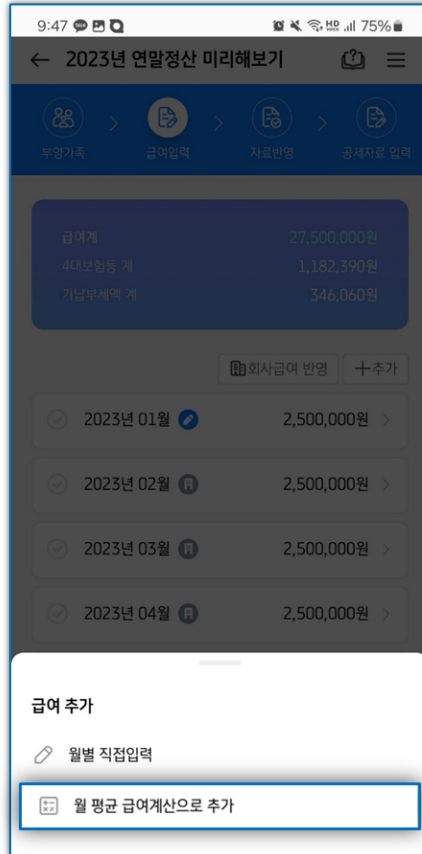 9:47 75%
2023년 연말정산 미리해보기
부양가족 급여입력 자료반영 공제자료 입력
급여계 27,500,000원
4대보험등 계 1,182,390원
기납부세액 계 346,060원
회사급여 반영 추가
2023년 01월 2,500,000원
2023년 02월 2,500,000원
2023년 03월 2,500,000원
2023년 04월 2,500,000원
급여 추가
월별 직접입력
월 평균 급여계산으로 추가